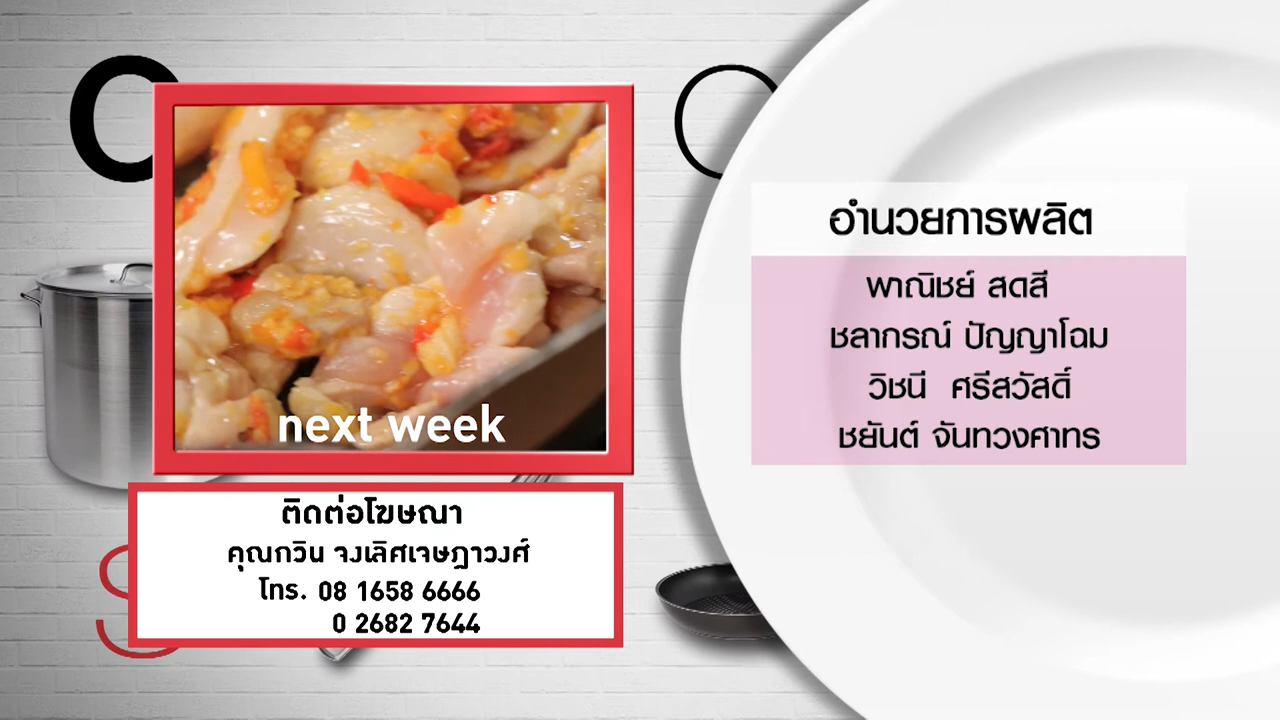 next week
ติดต่อโฆษณา
คุณกวิน จงเลิศเจษฎาวงศ์
โทร. 08 1658 6666
0 2682 7644
อำนวยการผลิต
พาณิชย์ สดสี
ชลากรณ์ ปัญญาโฉม
วิชนี ศรีสวัสดิ์
ชยันต์ จันทวงศาทร